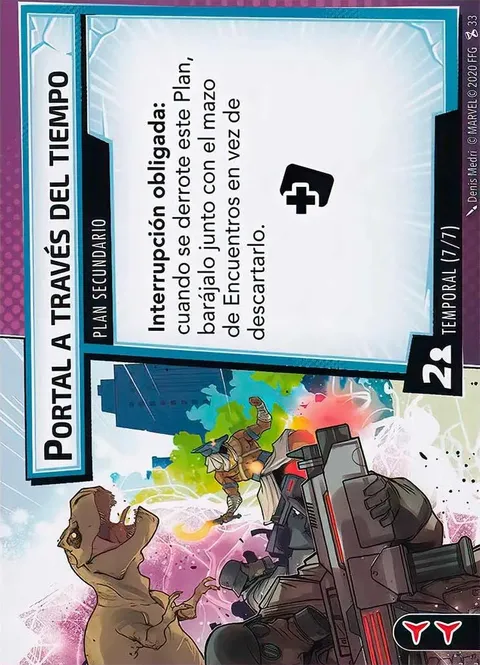 PORTAL A TRAVÉS DEL TIEMPO
PLAN SECUNDARIO
Interrupción obligada:
cuando se derrote este Plan,
barájalo junto con el mazo
de Encuentros en vez de
descartarlo.
2
TEMPORAL (7/7)
Denis Medri © MARVEL © 2020 FFG 33